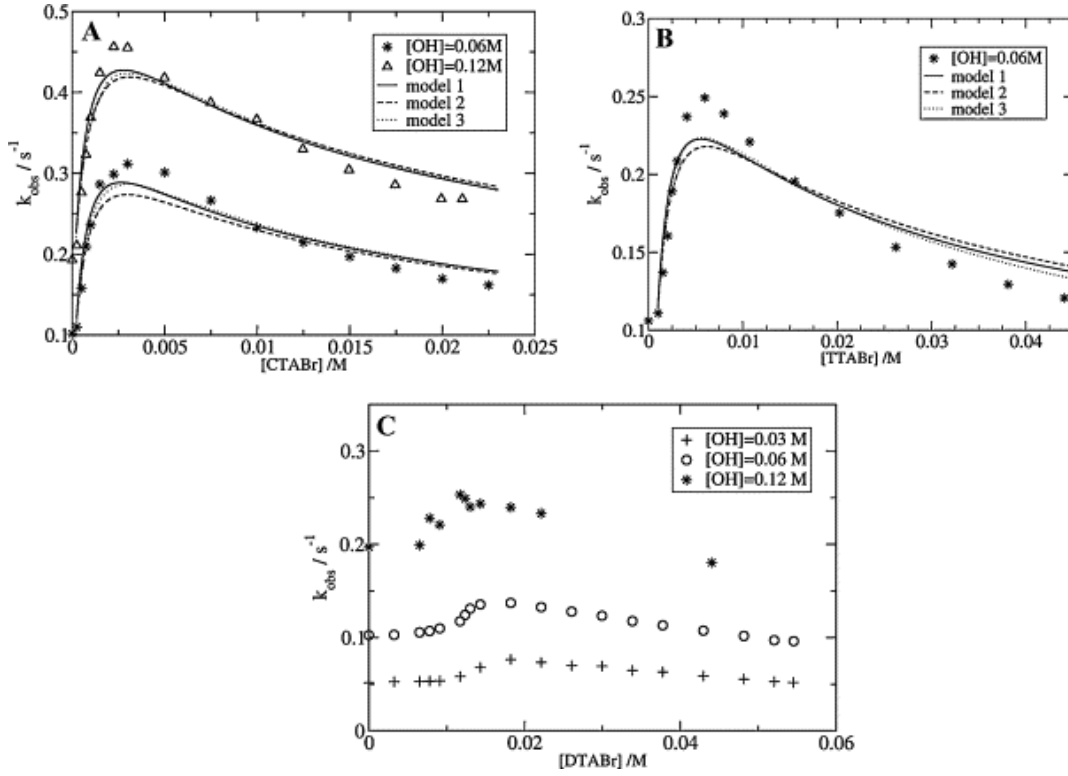 A
[OH]=0.06M
[OH]=0.12M
model 1
model 2
model 3
k_obs / s^-1
0.5
0.4
0.3
0.2
0.1
0
0.005
0.01
0.015
0.02
0.025
[CTABr] /M
B
[OH]=0.06M
model 1
model 2
model 3
k_obs / s^-1
0.3
0.25
0.2
0.15
0.1
0
0.01
0.02
0.03
0.04
[TTABr] /M
C
[OH]=0.03 M
[OH]=0.06 M
[OH]=0.12 M
k_obs / s^-1
0.3
0.2
0.1
0
0
0.02
0.04
0.06
[DTABr] /M